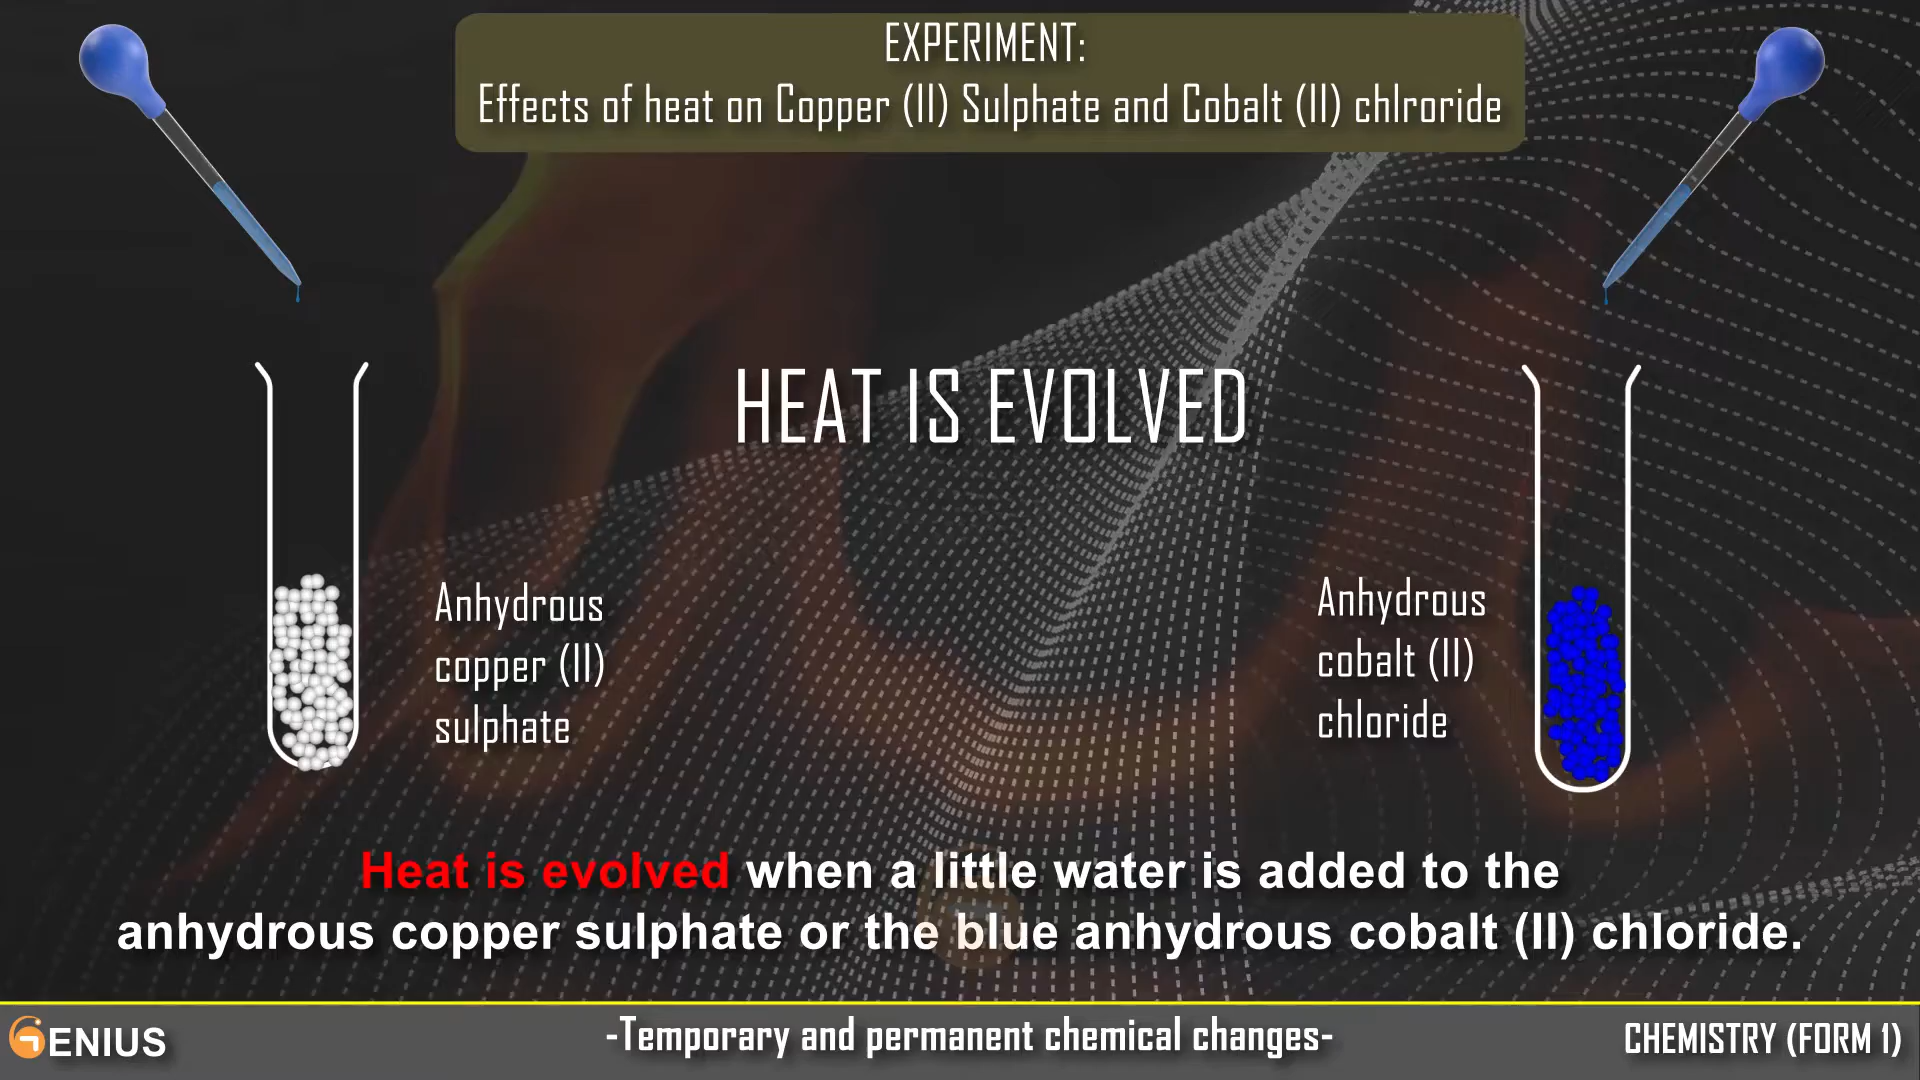 EXPERIMENT:
Effects of heat on Copper (II) Sulphate and Cobalt (II) chlroride
HEAT IS EVOLVED
Anhydrous
copper (II)
sulphate
Anhydrous
cobalt (II)
chloride
Heat is evolved when a little water is added to the
anhydrous copper sulphate or the blue anhydrous cobalt (II) chloride.
GENIUS
-Temporary and permanent chemical changes-
CHEMISTRY (FORM 1)